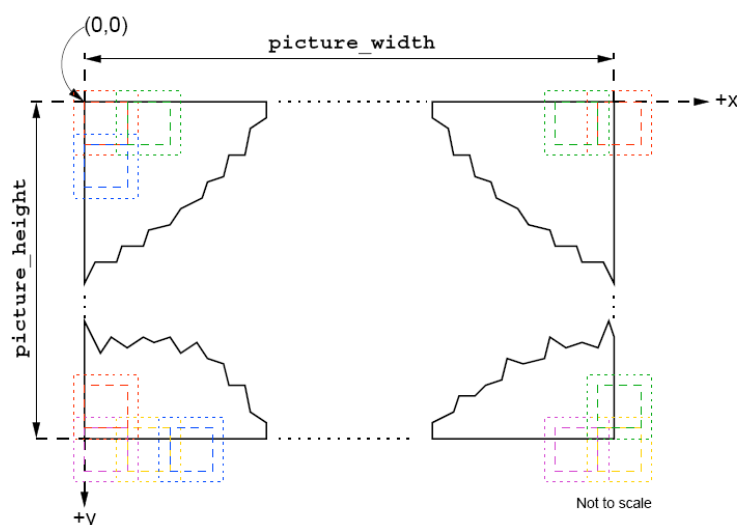 (0,0)
picture_width
+x
picture_height
Not to scale
+y